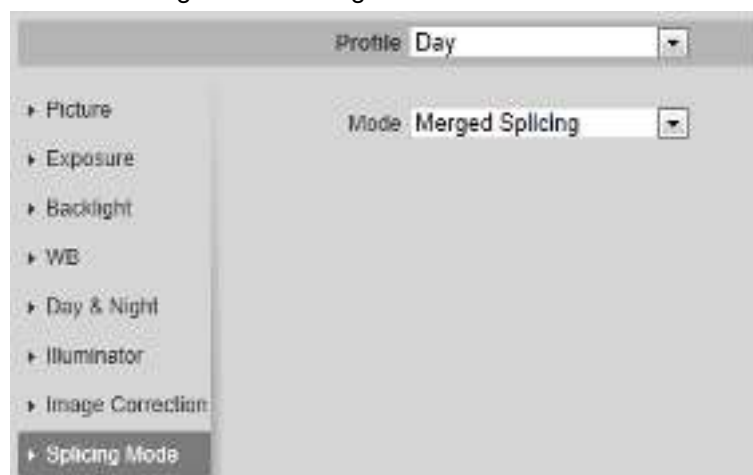 Profile Day
Mode Merged Splicing
Picture
Exposure
Backlight
WB
Day & Night
Illuminator
Image Correction
Splicing Mode